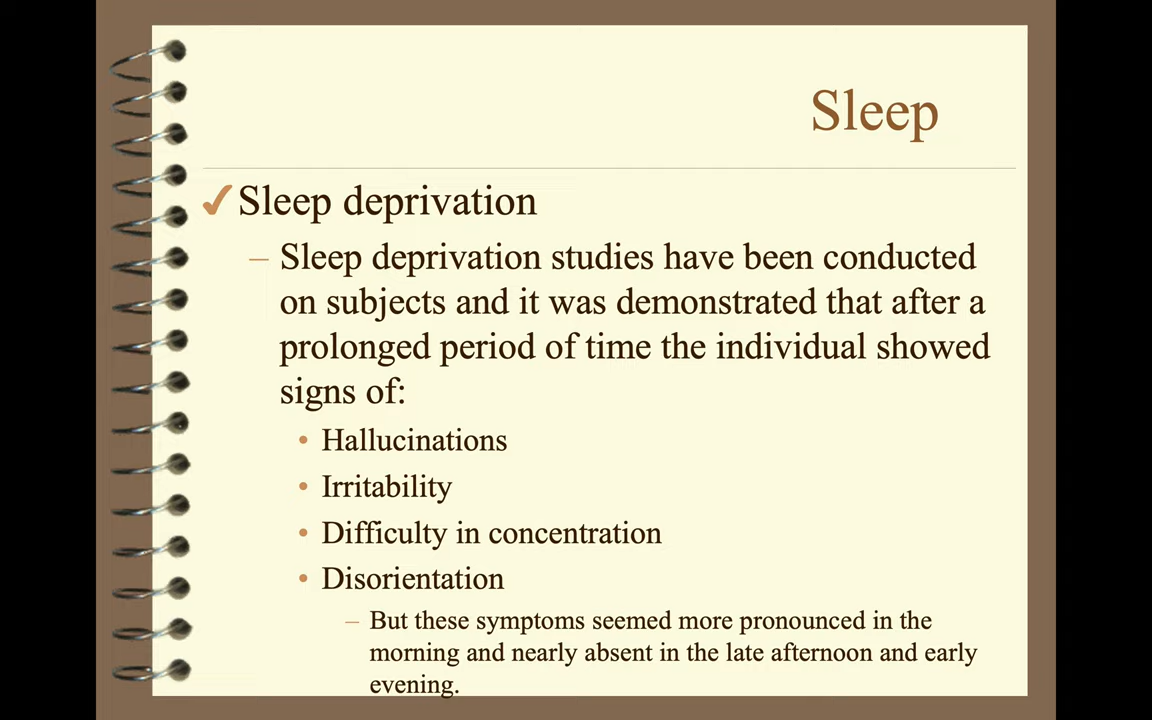 Sleep
✓Sleep deprivation
– Sleep deprivation studies have been conducted
on subjects and it was demonstrated that after a
prolonged period of time the individual showed
signs of:
• Hallucinations
• Irritability
• Difficulty in concentration
• Disorientation
– But these symptoms seemed more pronounced in the
morning and nearly absent in the late afternoon and early
evening.